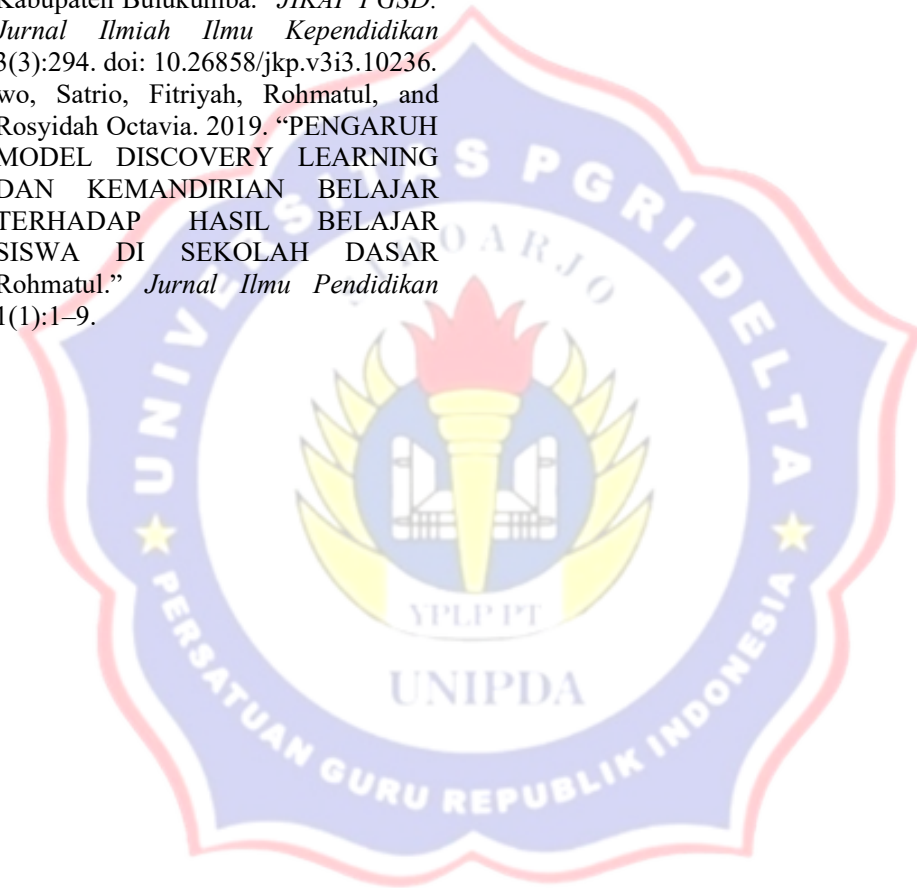 Kabupaten Bulukumba." JIKAP PGSD:
Jurnal Ilmiah Ilmu Kependidikan
3(3):294. doi: 10.26858/jkp.v3i3.10236.
wo, Satrio, Fitriyah, Rohmatul, and
Rosyidah Octavia. 2019. “PENGARUH
MODEL DISCOVERY LEARNING
DAN KEMANDIRIAN BELAJAR
TERHADAP HASIL BELAJAR
SISWA DI SEKOLAH DASAR
Rohmatul.” Jurnal Ilmu Pendidikan
1(1):1–9.
UNIVERSITAS PGRI DELTA
SIDOARJO
YPLP PT
UNIPDA
PERSATUAN GURU REPUBLIK INDONESIA